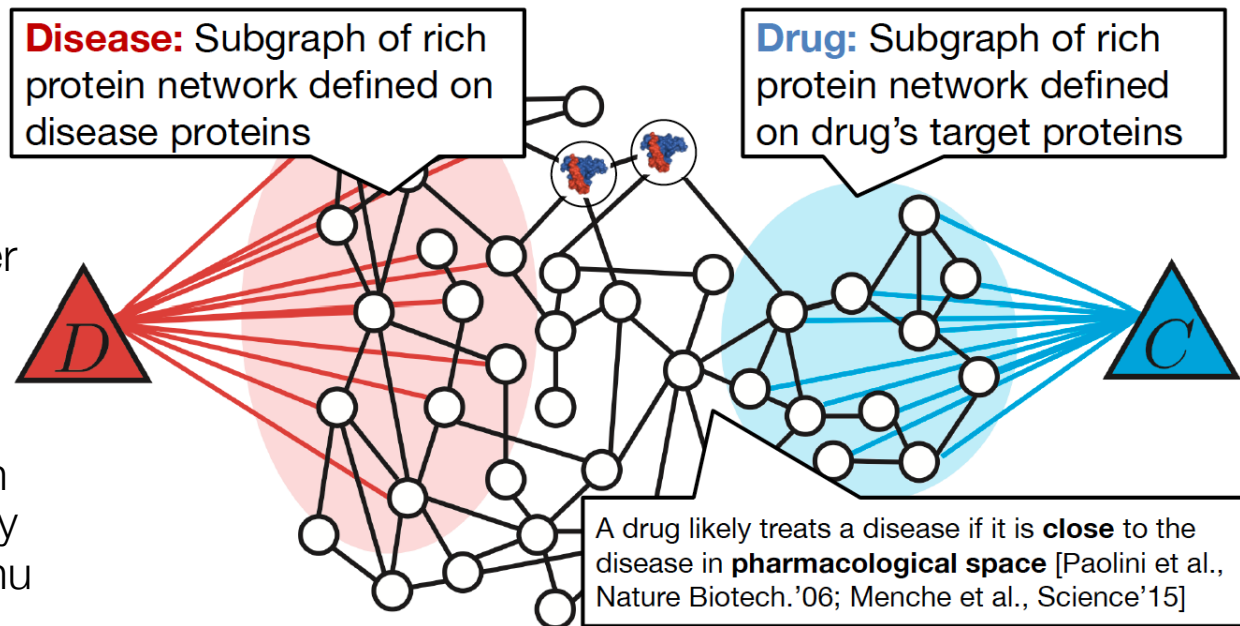 Disease: Subgraph of rich
protein network defined on
disease proteins
Drug: Subgraph of rich
protein network defined
on drug's target proteins
er
D
C
n
y
nu
A drug likely treats a disease if it is close to the
disease in pharmacological space [Paolini et al.,
Nature Biotech.'06; Menche et al., Science'15]